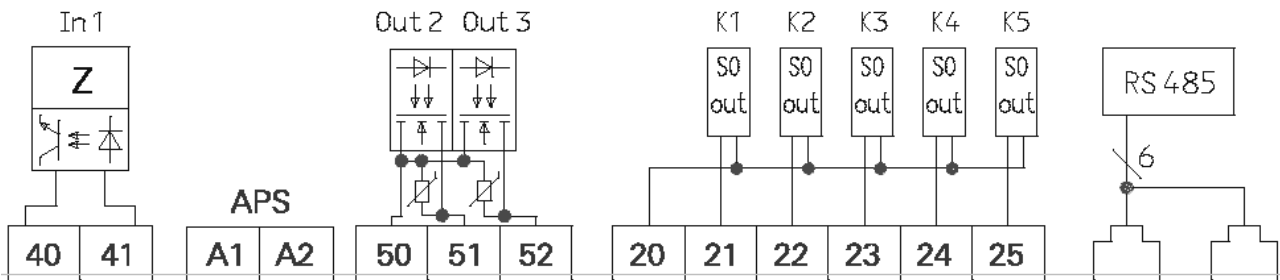 In 1 Out 2 Out 3 K1 K2 K3 K4 K5
Z S0 S0 S0 S0 S0 RS 485
out out out out out
6
APS
40 41 A1 A2 50 51 52 20 21 22 23 24 25